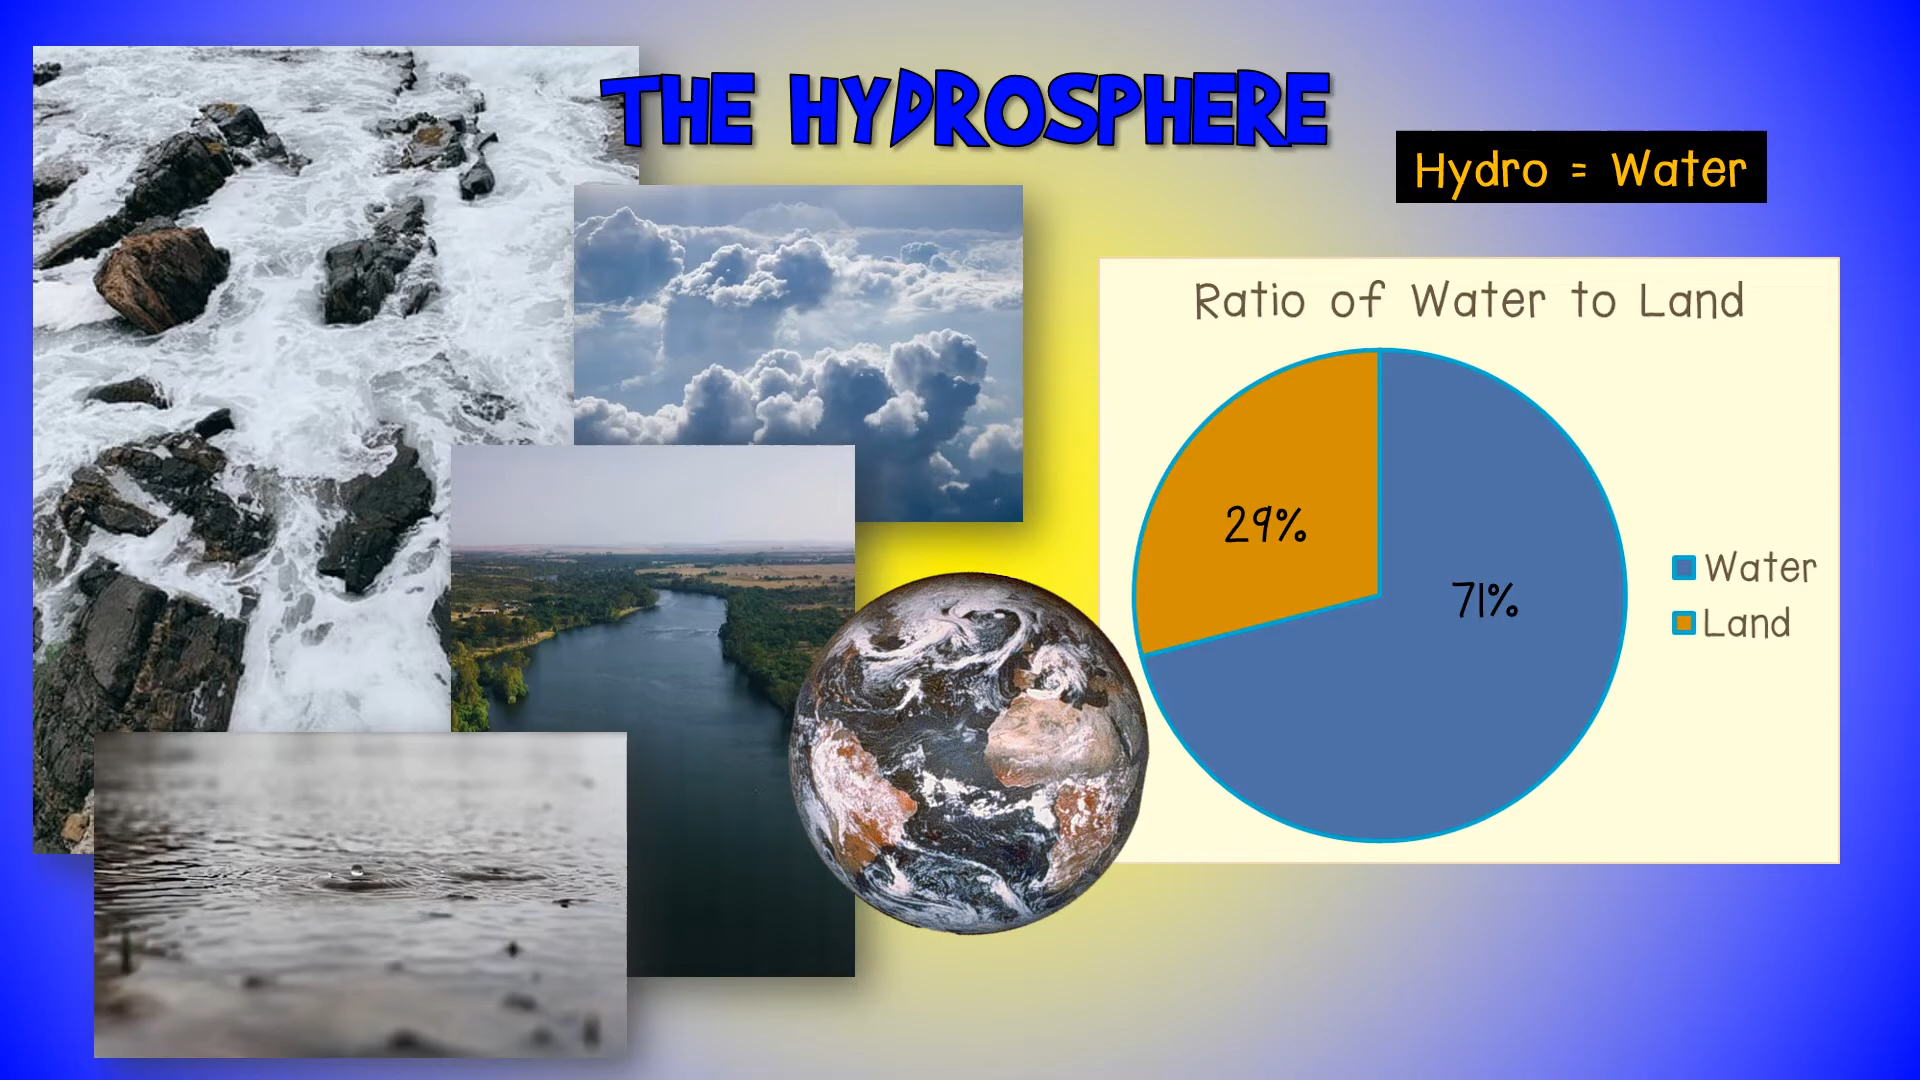 THE HYDROSPHERE
Hydro = Water
Ratio of Water to Land
29%
71%
Water
Land